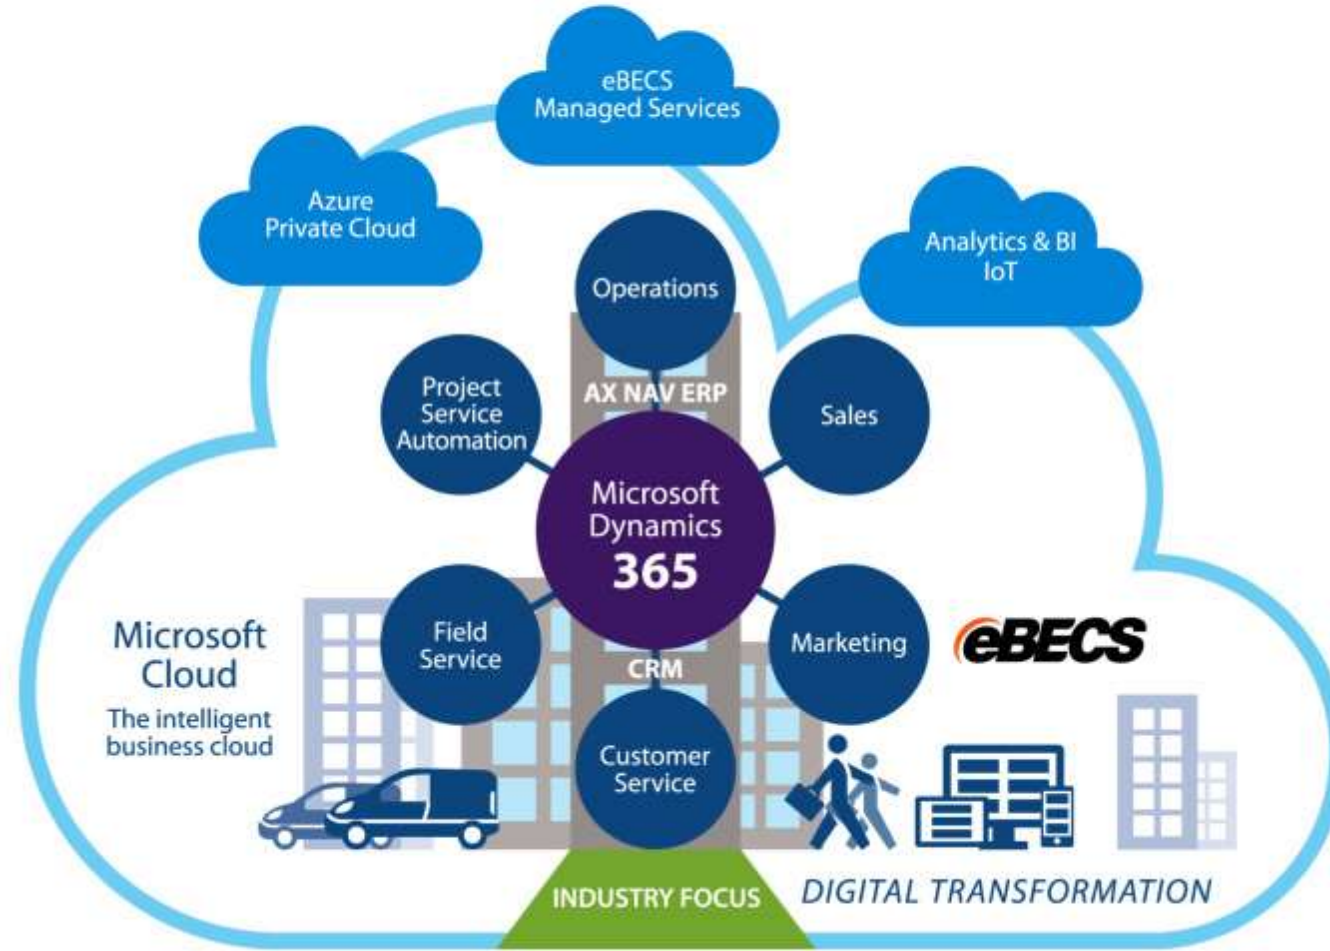 eBECS
Managed Services
Azure
Private Cloud
Analytics & BI
IoT
Operations
Project
Service
Automation
AX NAV ERP
Sales
Microsoft
Dynamics
365
Microsoft
Cloud
The intelligent
business cloud
Field
Service
CRM
Marketing
eBECS
Customer
Service
INDUSTRY FOCUS
DIGITAL TRANSFORMATION